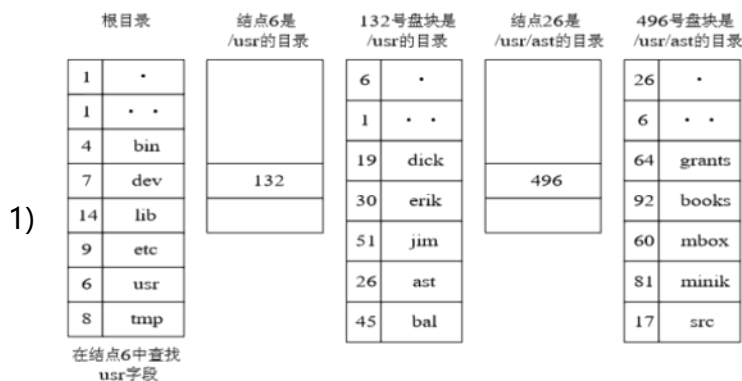 根目录
结点6是
/usr的目录
132号盘块是
/usr的目录
结点26是
/usr/ast的目录
496号盘块是
/usr/ast的目录
1)
1 ·
1 · ·
4 bin
7 dev
14 lib
9 etc
6 usr
8 tmp
在结点6中查找
usr字段
132
6 ·
1 · ·
19 dick
30 erik
51 jim
26 ast
45 bal
496
26 ·
6 · ·
64 grants
92 books
60 mbox
81 minik
17 src